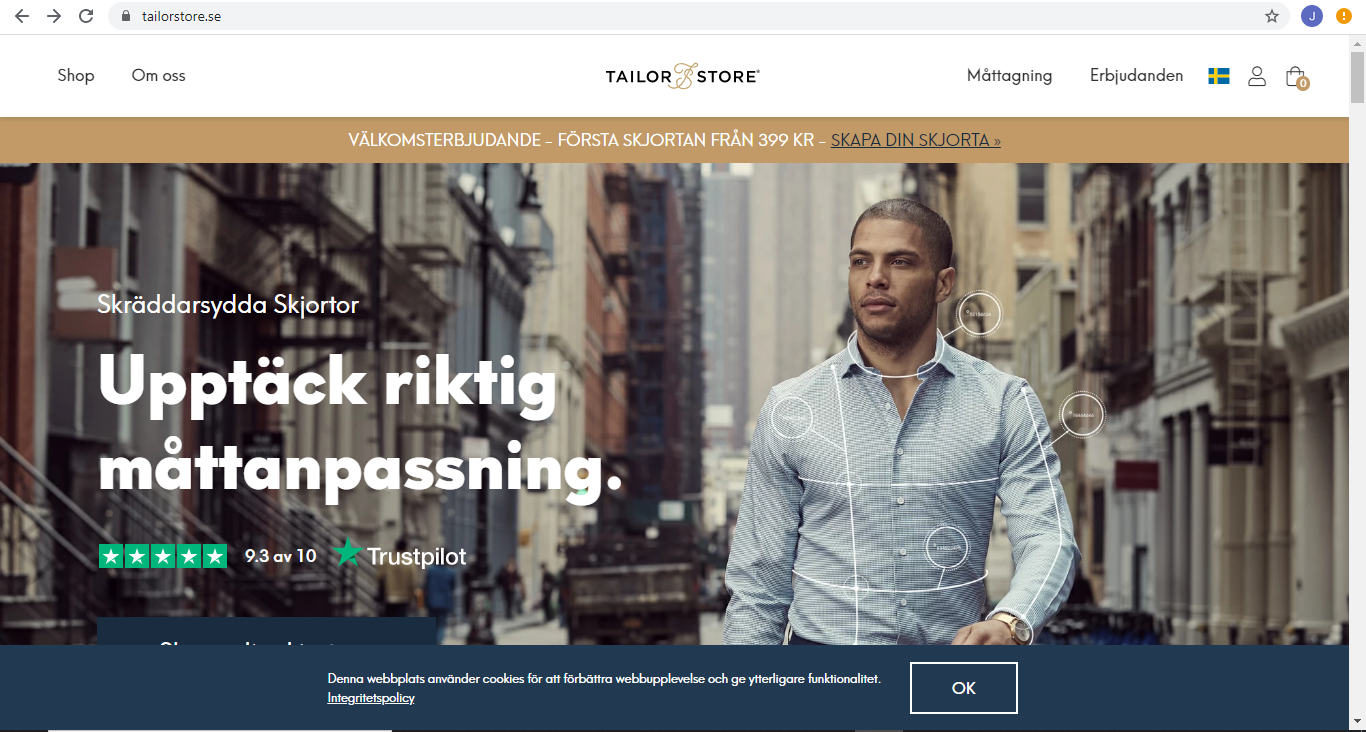 tailorstore.se
J
Shop
Om oss
TAILOR STORE
Måttagning
Erbjudanden
0
VÄLKOMSTERBJUDANDE – FÖRSTA SKJORTAN FRÅN 399 KR – SKAPA DIN SKJORTA »
Skräddarsydda Skjortor
Upptäck riktig
måttanpassning.
9.3 av 10
Trustpilot
Denna webbplats använder cookies för att förbättra webbupplevelse och ge ytterligare funktionalitet.
Integritetspolicy
OK